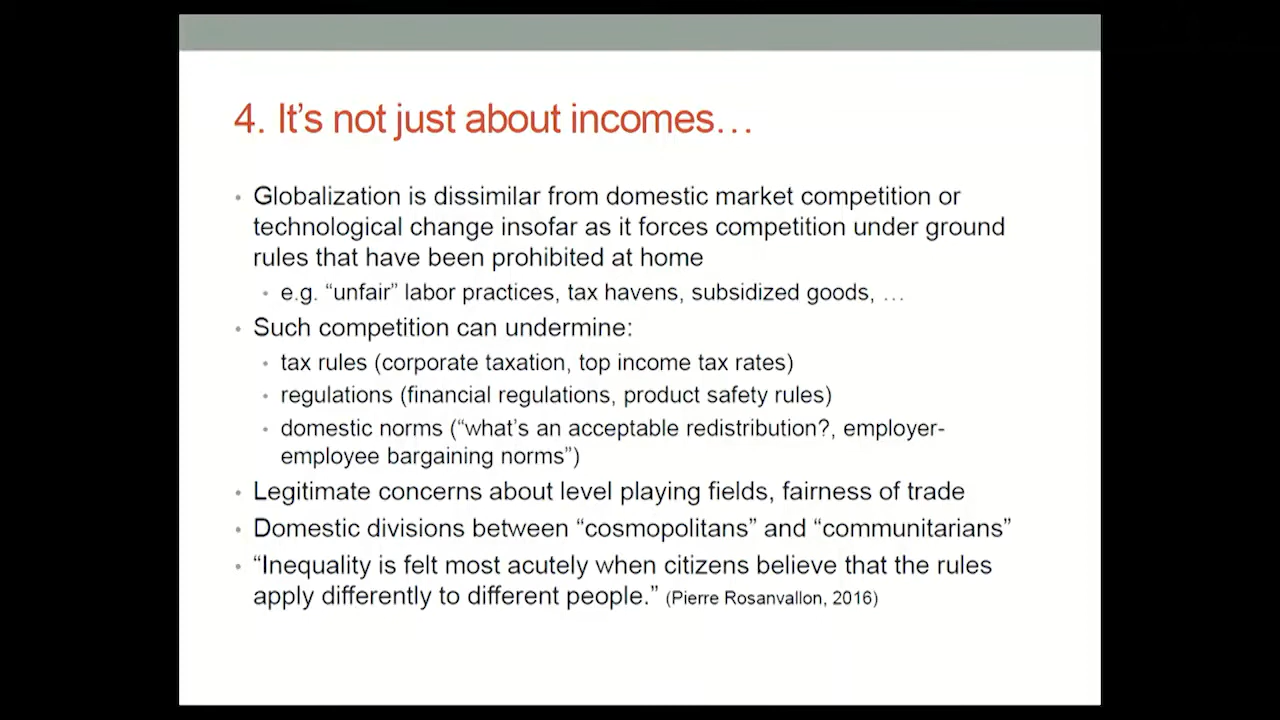 4. It's not just about incomes…
• Globalization is dissimilar from domestic market competition or
technological change insofar as it forces competition under ground
rules that have been prohibited at home
• e.g. “unfair” labor practices, tax havens, subsidized goods, …
• Such competition can undermine:
• tax rules (corporate taxation, top income tax rates)
• regulations (financial regulations, product safety rules)
• domestic norms (“what's an acceptable redistribution?, employer-
employee bargaining norms”)
• Legitimate concerns about level playing fields, fairness of trade
• Domestic divisions between “cosmopolitans” and “communitarians”
• “Inequality is felt most acutely when citizens believe that the rules
apply differently to different people.” (Pierre Rosanvallon, 2016)